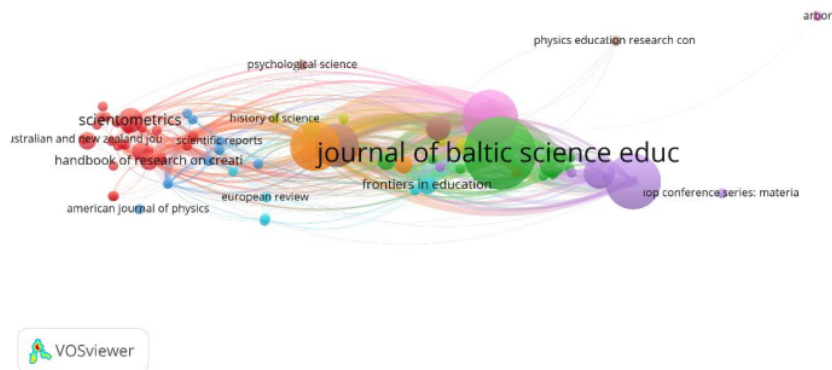 arbor
physics education research con
psychological science
scientometrics
history of science
ustralian and new zealand jou
scientific reports
journal of baltic science educ
handbook of research on creati
frontiers in education
iop conference series: materia
european review
american journal of physics
VOSviewer